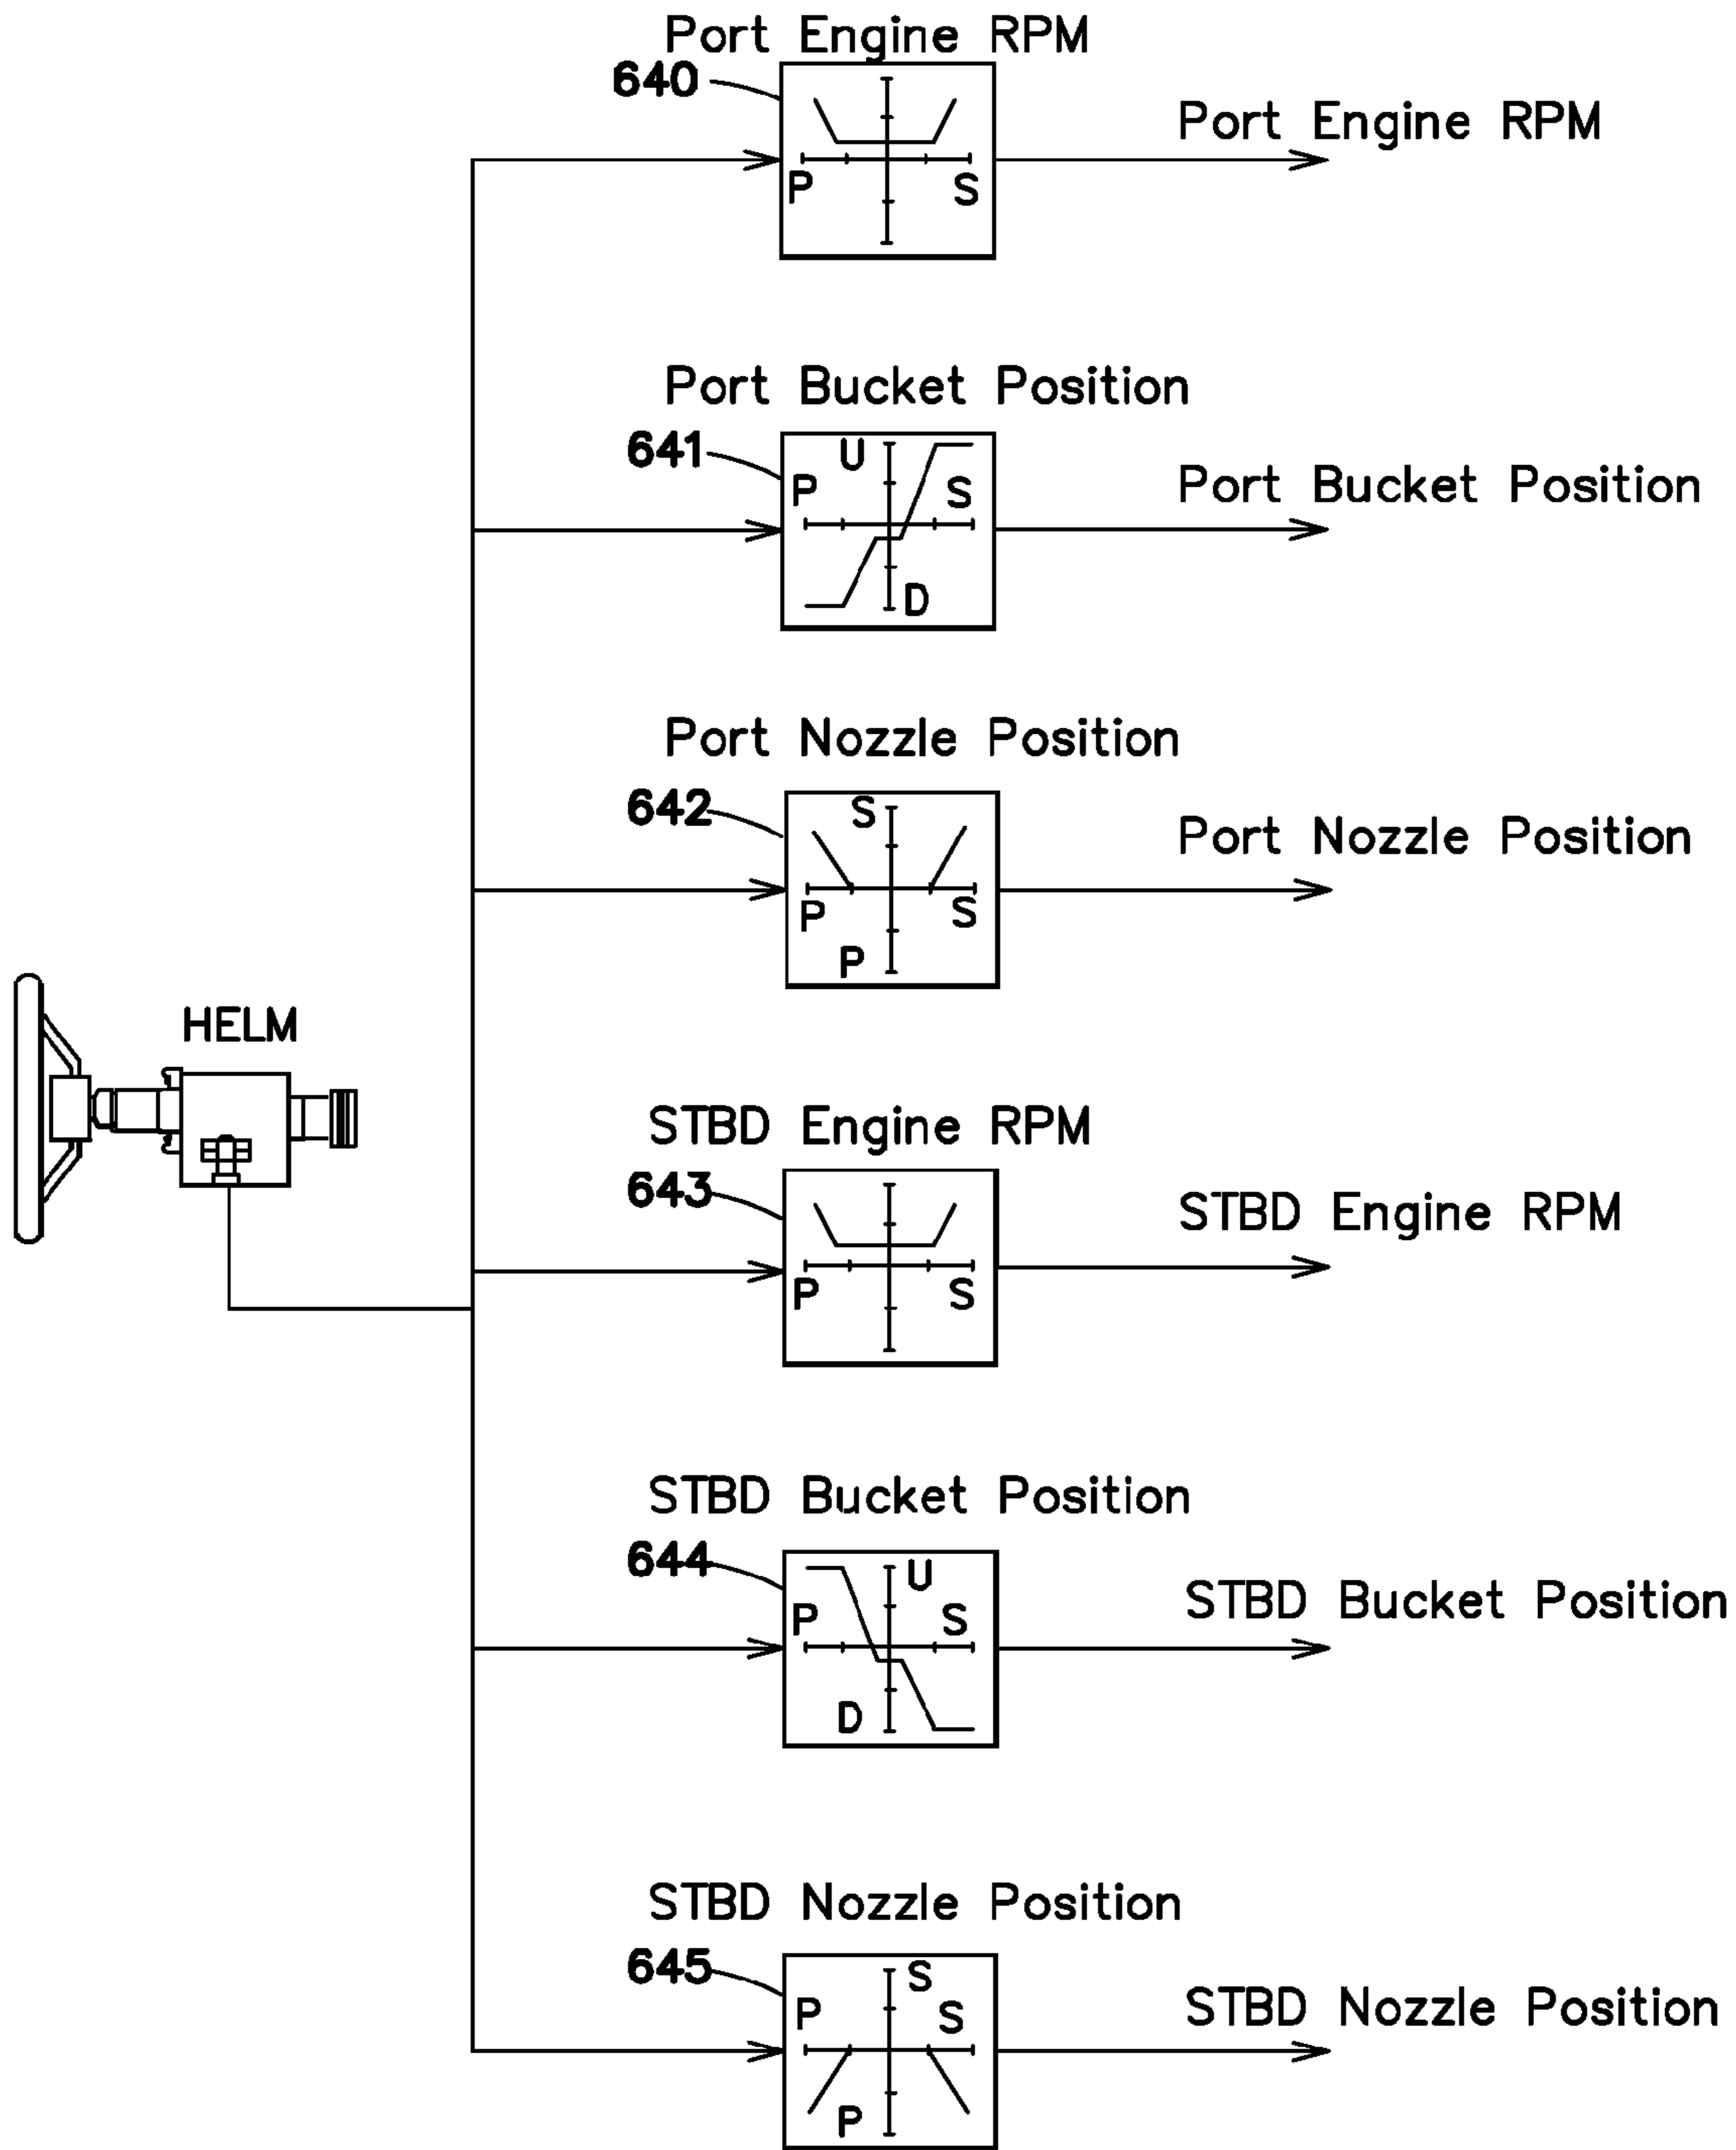 Port Engine RPM
640
Port Engine RPM
P S
Port Bucket Position
641
U
P S
D
Port Bucket Position
Port Nozzle Position
642
S
P S
P
Port Nozzle Position
HELM
STBD Engine RPM
643
P S
STBD Engine RPM
STBD Bucket Position
644
U
P S
D
STBD Bucket Position
STBD Nozzle Position
645
S
P S
P
STBD Nozzle Position